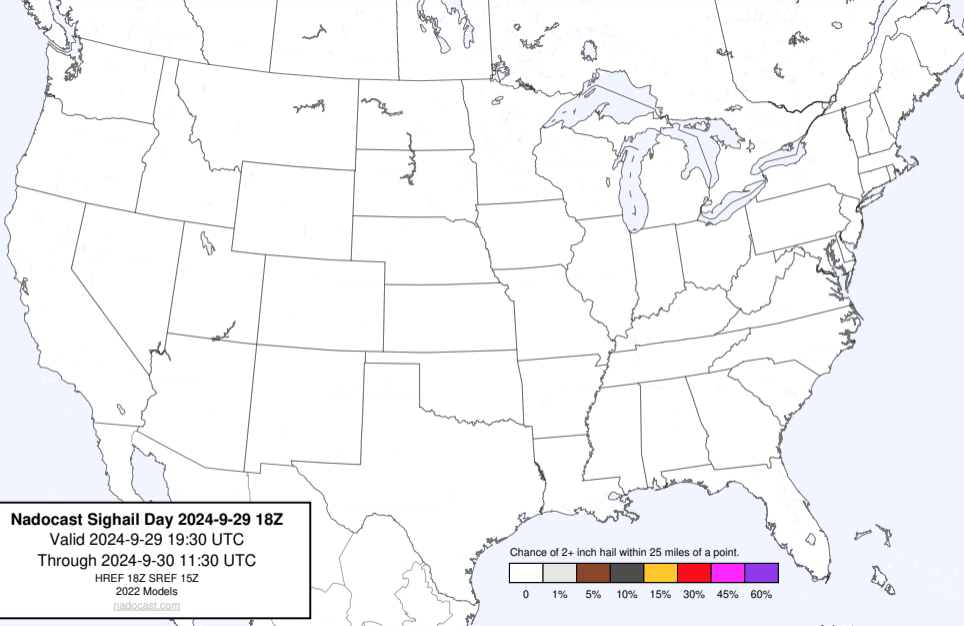 Nadocast Sighail Day 2024-9-29 18Z
Valid 2024-9-29 19:30 UTC
Through 2024-9-30 11:30 UTC
HREF 18Z SREF 15Z
2022 Models
nadocast.com
Chance of 2+ inch hail within 25 miles of a point.
0 1% 5% 10% 15% 30% 45% 60%